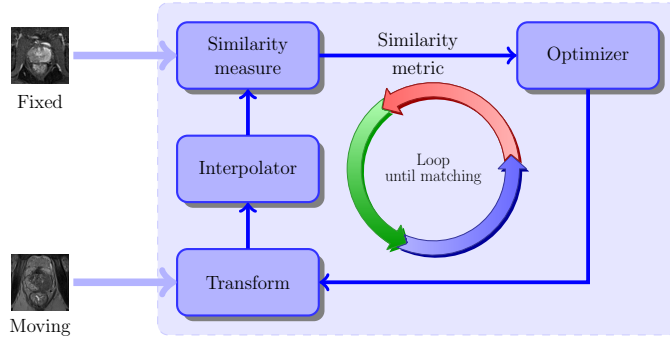 Similarity
measure
Similarity
metric
Optimizer
Fixed
Interpolator
Loop
until matching
Transform
Moving